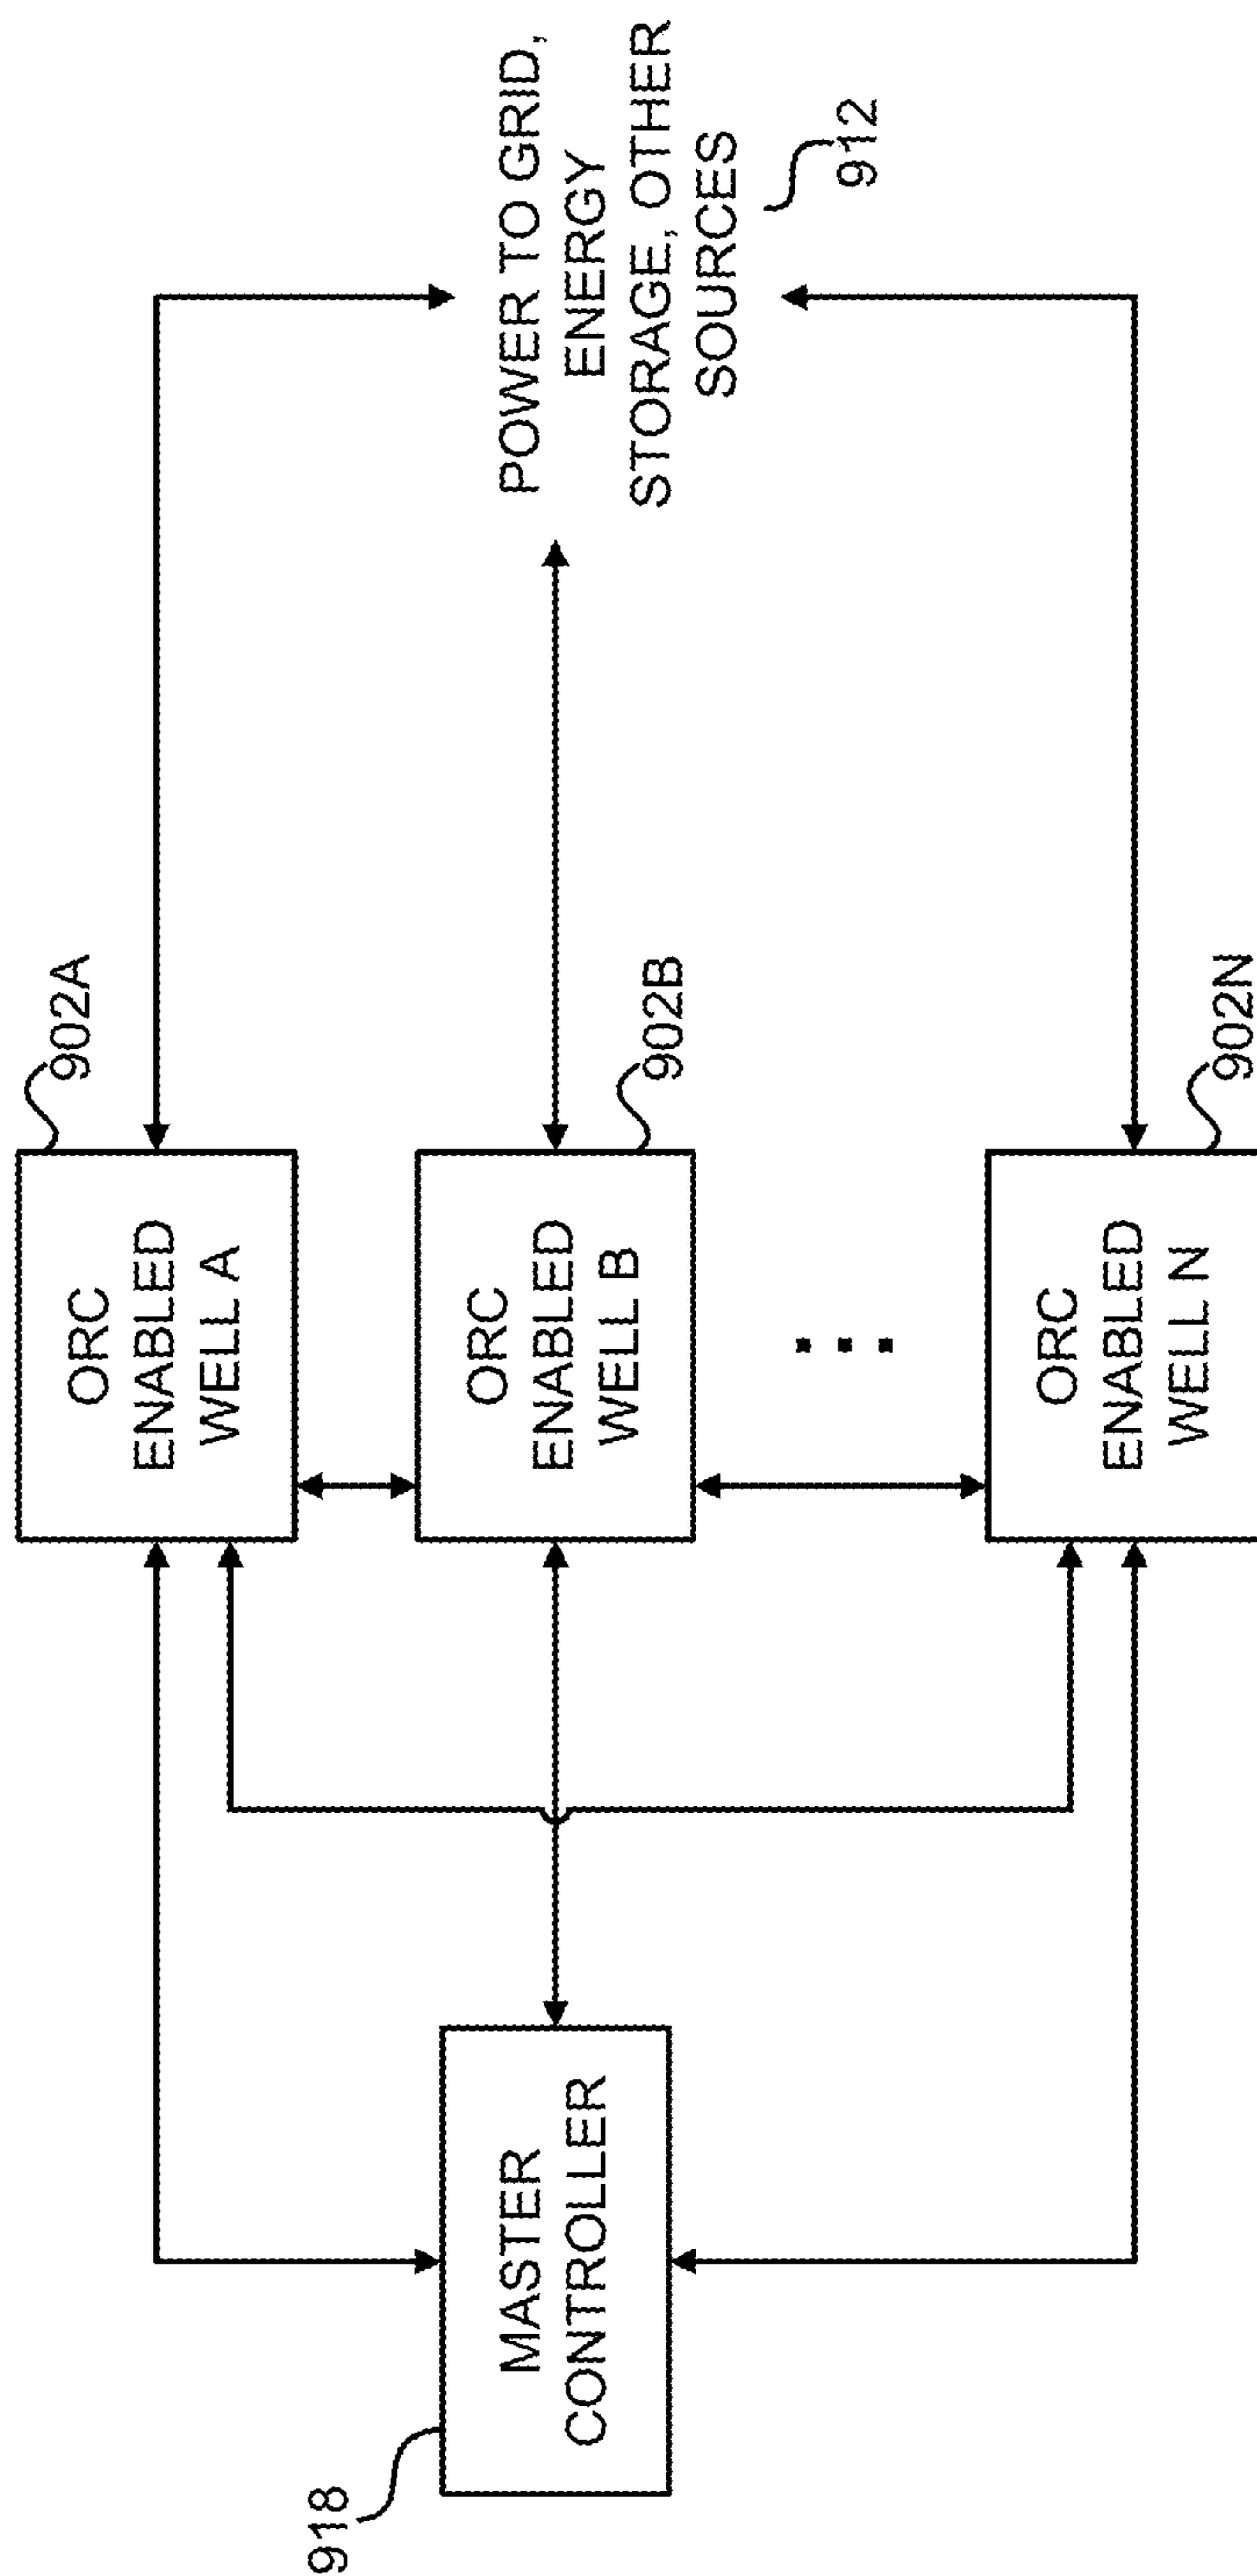 918
MASTER
CONTROLLER
ORC
ENABLED
WELL A
902A
ORC
ENABLED
WELL B
902B
ORC
ENABLED
WELL N
902N
POWER TO GRID,
ENERGY
STORAGE, OTHER
SOURCES
912